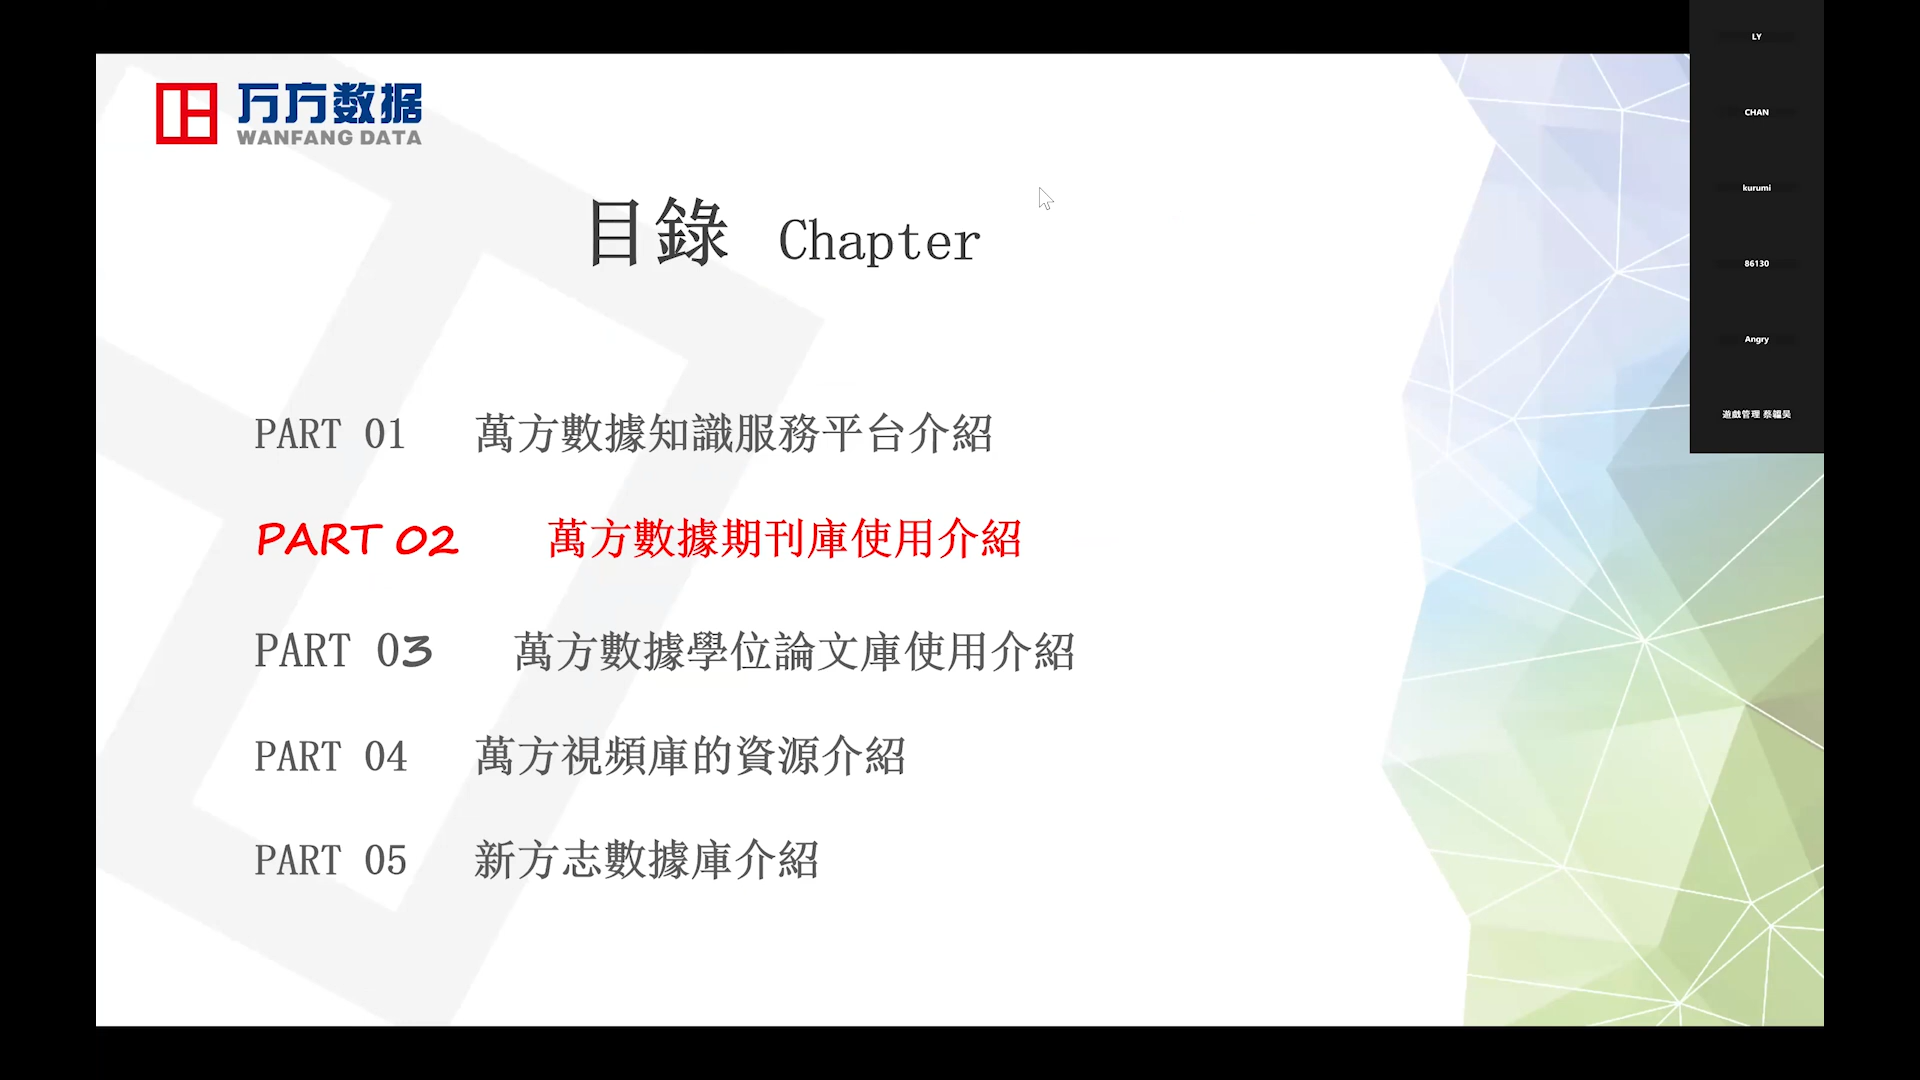 万方数据
WANFANG DATA
目錄 Chapter
PART 01 萬方數據知識服務平台介紹
PART 02 萬方數據期刊庫使用介紹
PART 03 萬方數據學位論文庫使用介紹
PART 04 萬方視頻庫的資源介紹
PART 05 新方志數據庫介紹
LY
CHAN
kurumi
86130
Angry
遊戲管理